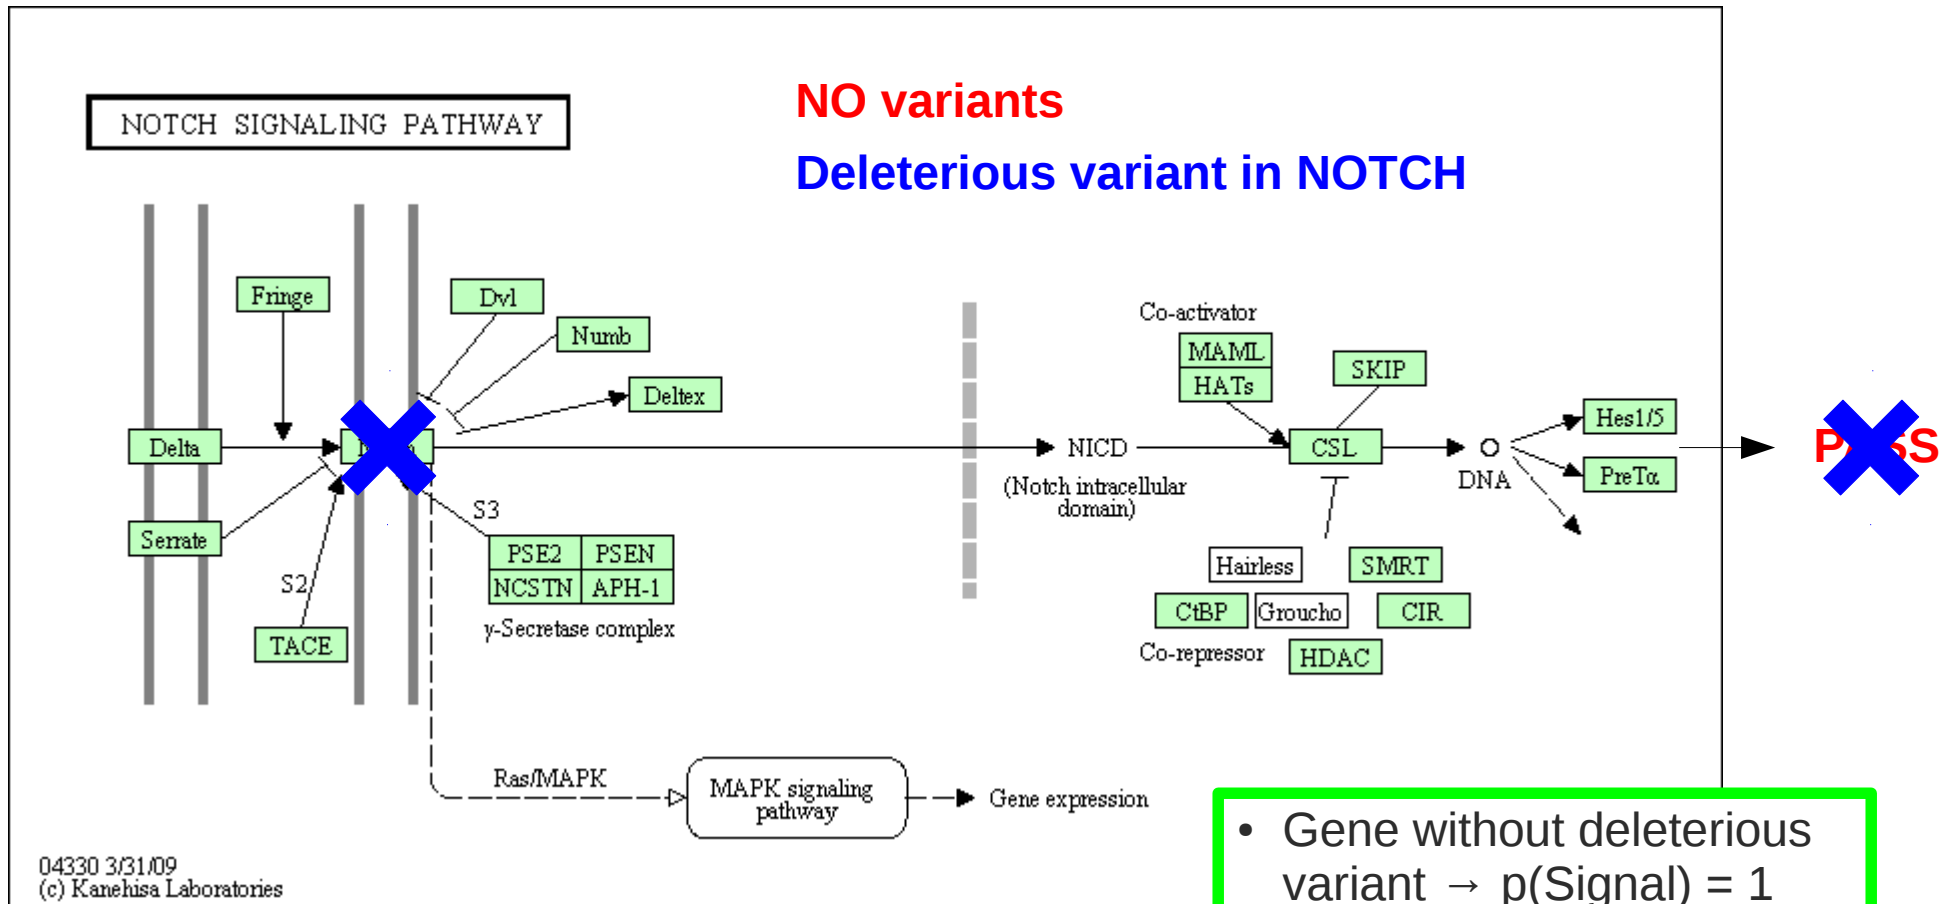 NOTCH SIGNALING PATHWAY
NO variants
Deleterious variant in NOTCH
Fringe
Dvl
Numb
Deltex
Delta
Serrate
S2
S3
TACE
PSE2 PSEN
NCSTN APH-1
γ-Secretase complex
NICD
(Notch intracellular
domain)
Co-activator
MAML
HATs
SKIP
CSL
DNA
Hes1/5
PreTα
Hairless
SMRT
CtBP
Groucho
CIR
Co-repressor
HDAC
Ras/MAPK
MAPK signaling
pathway
Gene expression
• Gene without deleterious
variant → p(Signal) = 1
04330 3/31/09
(c) Kanehisa Laboratories